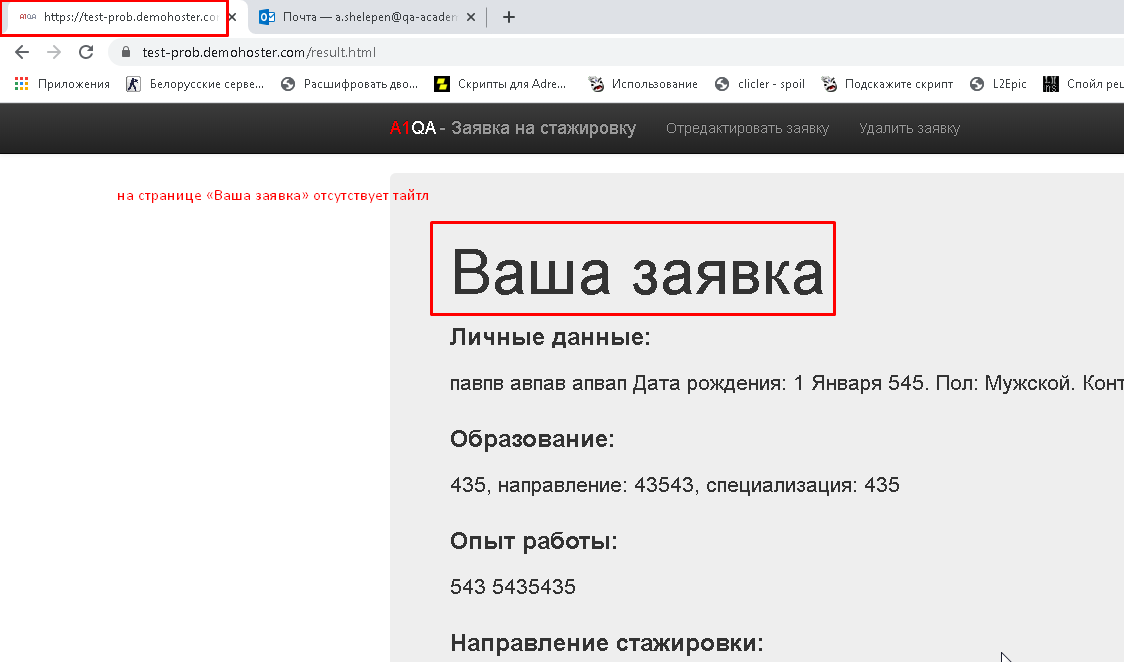 A1QA https://test-prob.demohoster.co
Почта — a.shelepen@qa-academ
test-prob.demohoster.com/result.html
Приложения Белорусские серве... Расшифровать дво... Скрипты для Adre... Использование clicler - spoil Подскажите скрипт L2Epic Спойл реш
A1QA - Заявка на стажировку Отредактировать заявку Удалить заявку
на странице «Ваша заявка» отсутствует тайтл
Ваша заявка
Личные данные:
павпв авпав апвап Дата рождения: 1 Января 545. Пол: Мужской. Конт
Образование:
435, направление: 43543, специализация: 435
Опыт работы:
543 5435435
Направление стажировки: